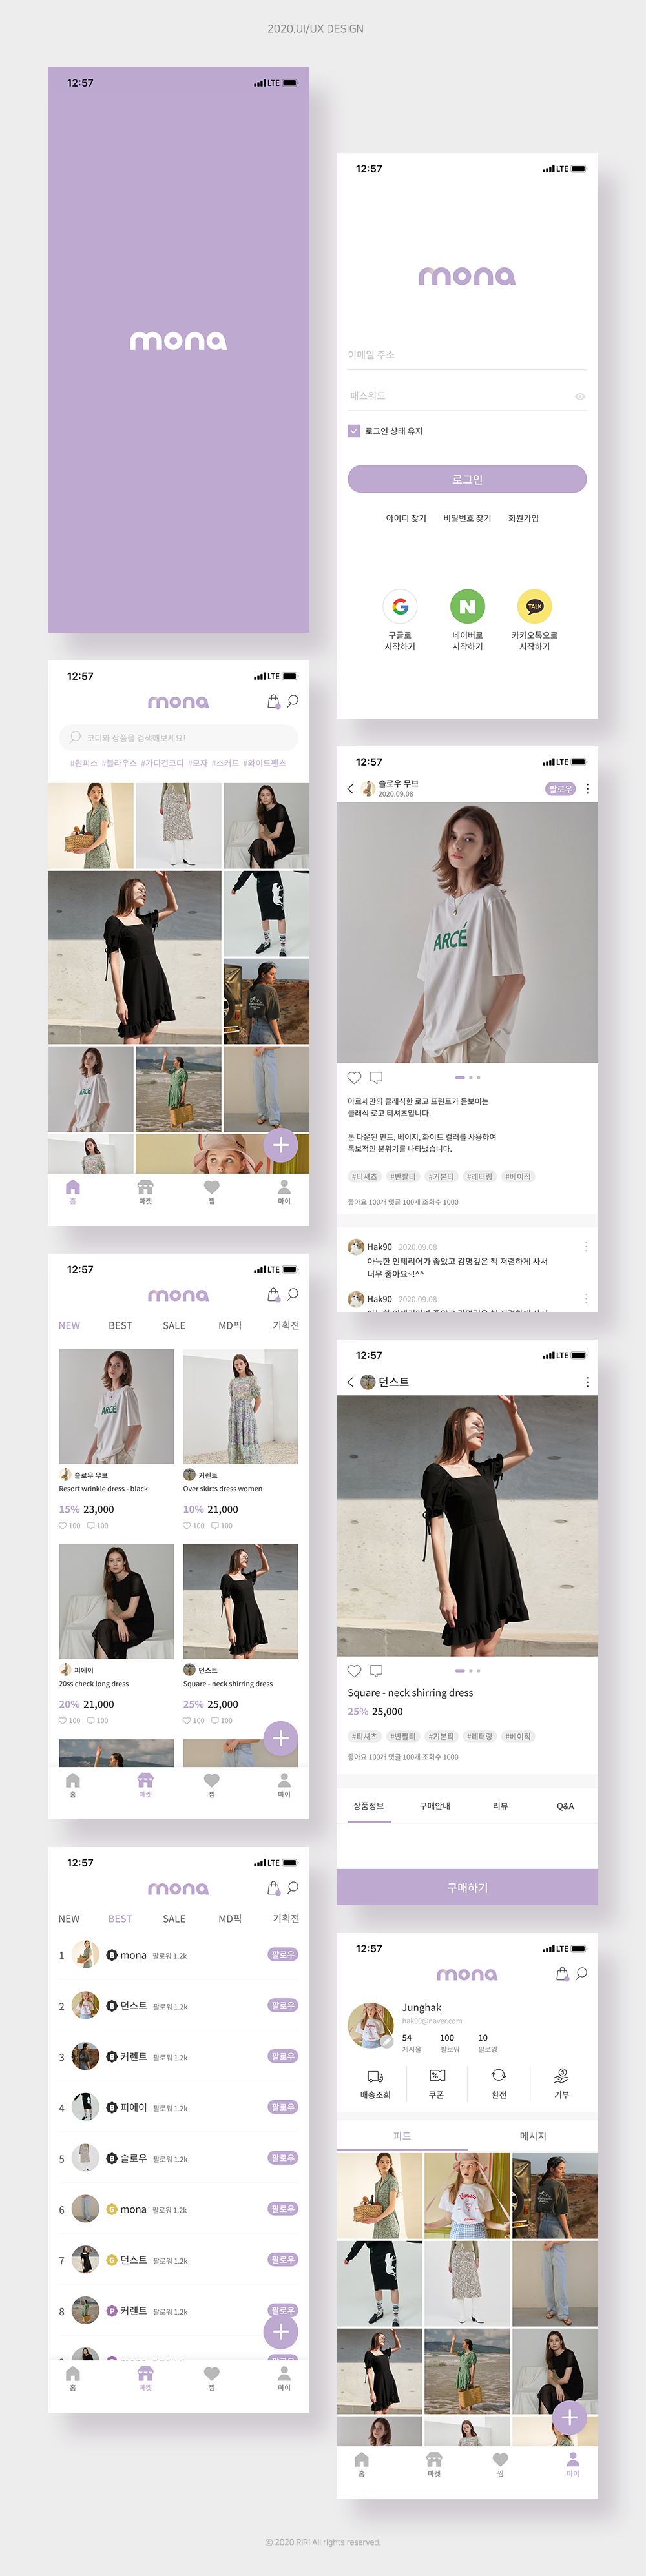 2020.UI/UX DESIGN
12:57
LTE
mona
12:57
LTE
mona
이메일 주소
패스워드
로그인 상태 유지
로그인
아이디 찾기 비밀번호 찾기 회원가입
구글로
시작하기
네이버로
시작하기
TALK
카카오톡으로
시작하기
12:57
LTE
mona
코디와 상품을 검색해보세요!
#원피스 #블라우스 #가디건코디 #모자 #스커트 #와이드팬츠
홈 마켓 찜 마이
12:57
LTE
슬로우 무브
2020.09.08
팔로우
ARCÉ
아르세만의 클래식한 로고 프린트가 돋보이는
클래식 로고 티셔츠입니다.
톤 다운된 민트, 베이지, 화이트 컬러를 사용하여
독보적인 분위기를 나타냈습니다.
#티셔츠 #반팔티 #기본티 #레터링 #베이직
좋아요 100개 댓글 100개 조회수 1000
Hak90 2020.09.08
아늑한 인테리어가 좋았고 감명깊은 책 저렴하게 사서
너무 좋아요~!^^
Hak90 2020.09.08
12:57
LTE
mona
NEW BEST SALE MD픽 기획전
슬로우 무브
Resort wrinkle dress - black
15% 23,000
100 100
커렌트
Over skirts dress women
10% 21,000
100 100
피에이
20ss check long dress
20% 21,000
100 100
던스트
Square - neck shirring dress
25% 25,000
100 100
홈 마켓 찜 마이
12:57
LTE
던스트
Square - neck shirring dress
25% 25,000
#티셔츠 #반팔티 #기본티 #레터링 #베이직
좋아요 100개 댓글 100개 조회수 1000
상품정보 구매안내 리뷰 Q&A
구매하기
12:57
LTE
mona
NEW BEST SALE MD픽 기획전
1 B mona 팔로워 1.2k 팔로우
2 B 던스트 팔로워 1.2k 팔로우
3 B 커렌트 팔로워 1.2k 팔로우
4 B 피에이 팔로워 1.2k 팔로우
5 B 슬로우 팔로워 1.2k 팔로우
6 G mona 팔로워 1.2k 팔로우
7 G 던스트 팔로워 1.2k 팔로우
8 P 커렌트 팔로워 1.2k 팔로우
홈 마켓 찜 마이
12:57
LTE
mona
Junghak
hak90@naver.com
54 100 10
게시물 팔로워 팔로잉
배송조회 쿠폰 환전 기부
피드 메시지
홈 마켓 찜 마이
© 2020 RIRI All rights reserved.